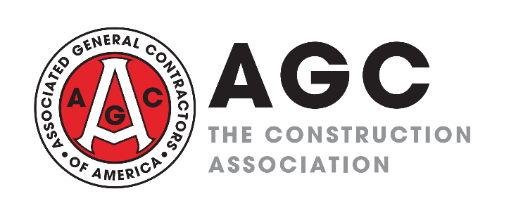 ASSOCIATED GENERAL CONTRACTORS
• OF AMERICA •
A G C
AGC
THE CONSTRUCTION
ASSOCIATION